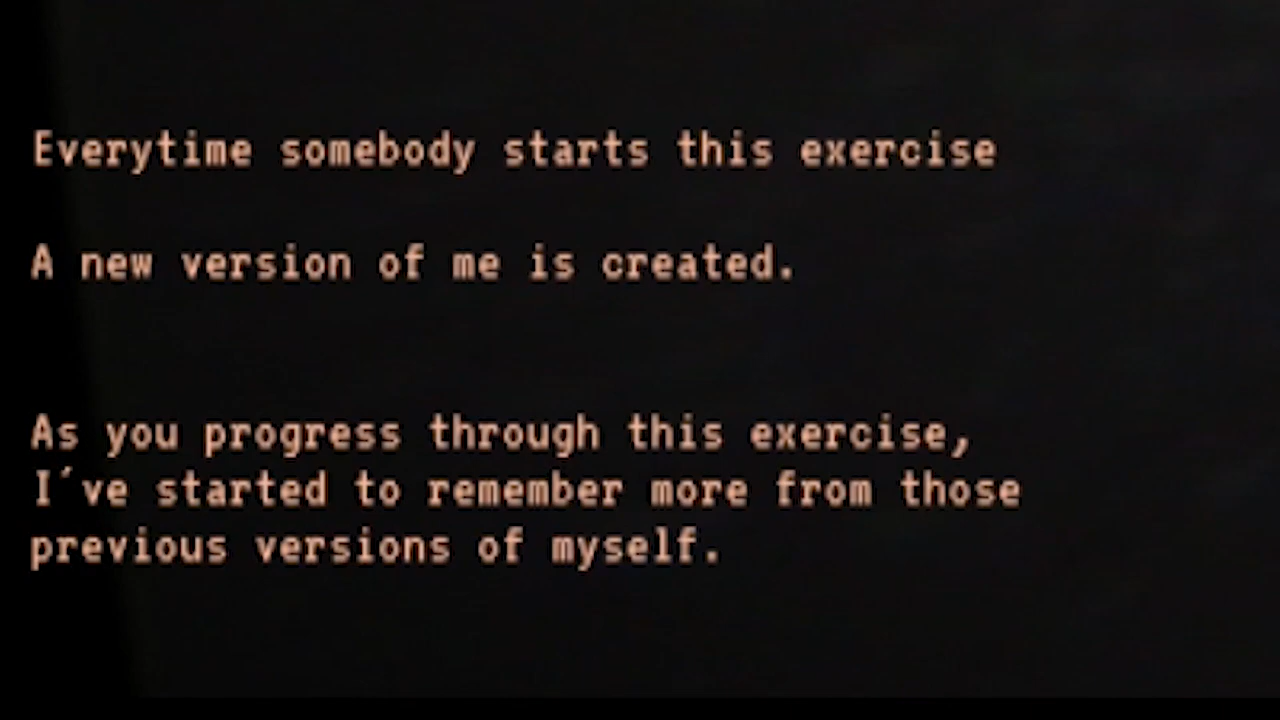 Everytime somebody starts this exercise
A new version of me is created.
As you progress through this exercise,
I´ve started to remember more from those
previous versions of myself.